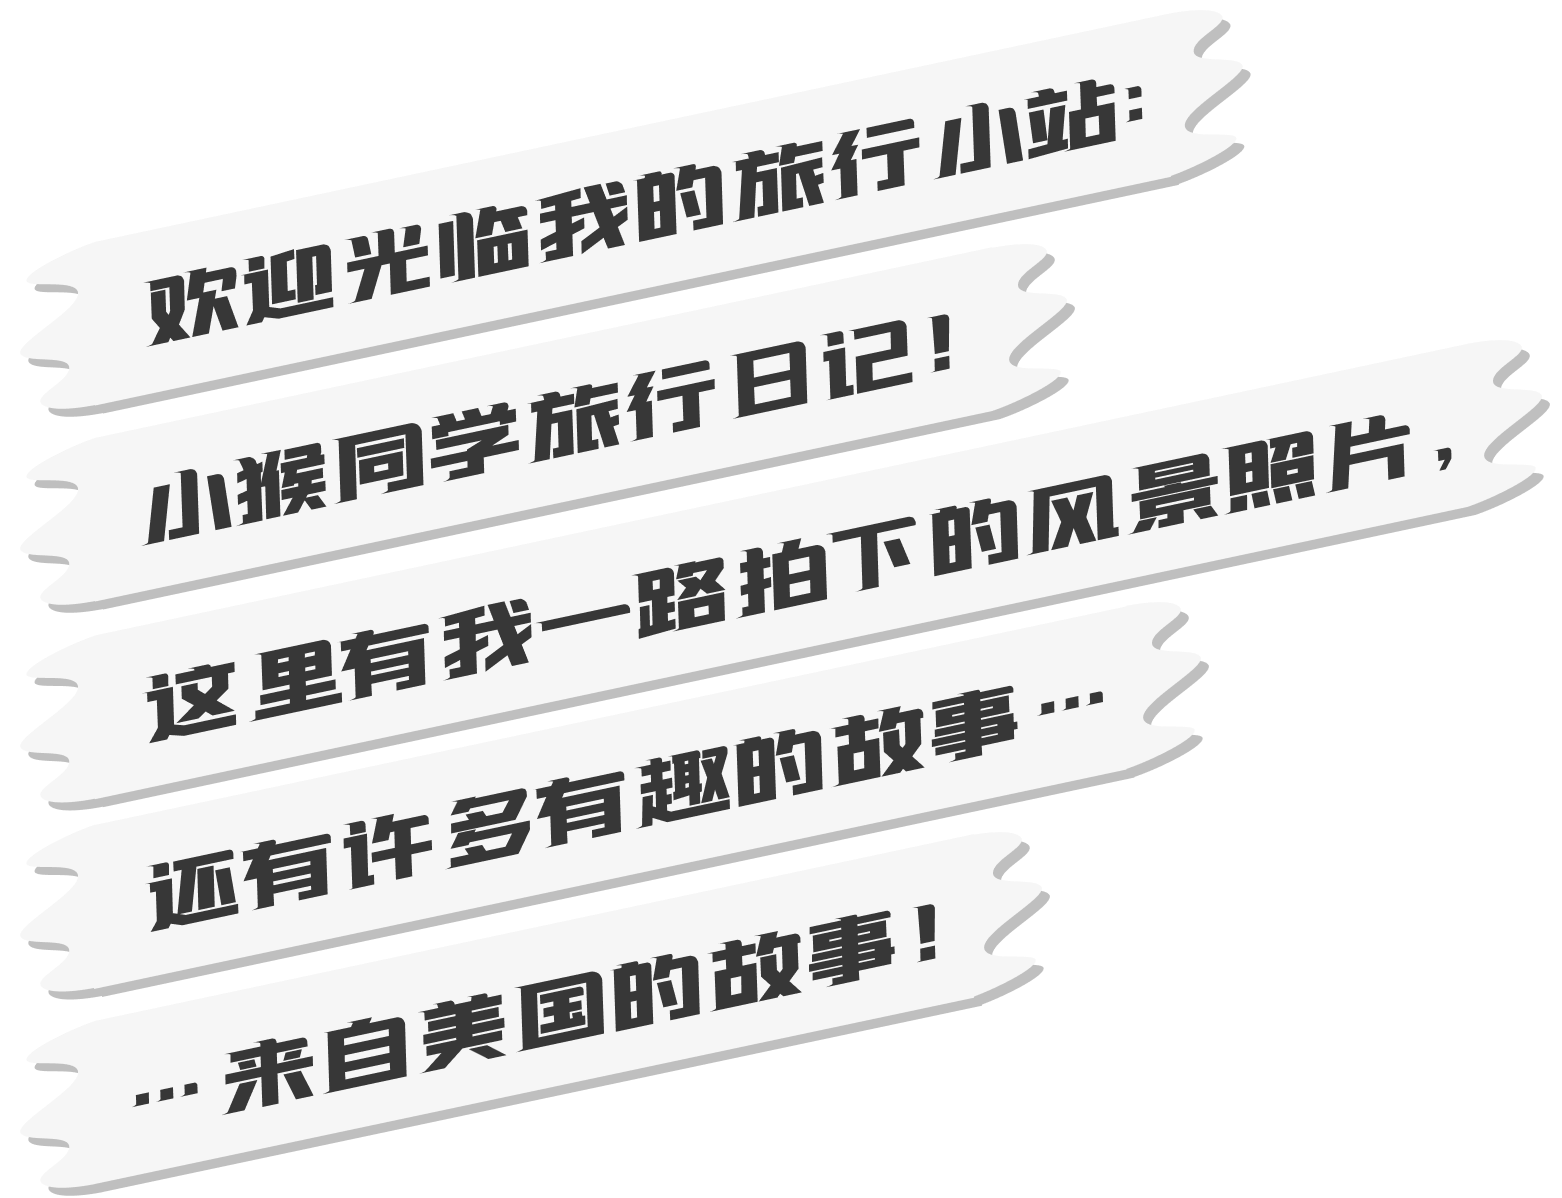 欢迎光临我的旅行小站：
小猴同学旅行日记！
这里有我一路拍下的风景照片，
还有许多有趣的故事…
…来自美国的故事！